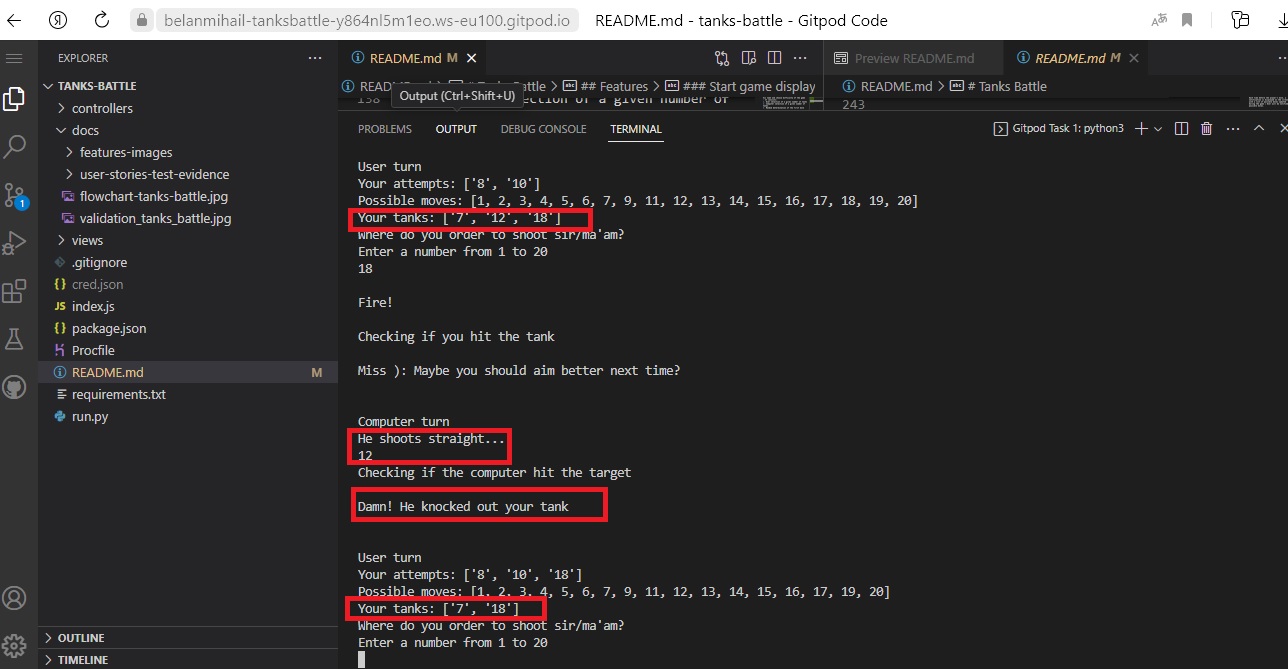 belanmihail-tanksbattle-y864nl5m1eo.ws-eu100.gitpod.io README.md - tanks-battle - Gitpod Code
EXPLORER
TANKS-BATTLE
controllers
docs
features-images
user-stories-test-evidence
flowchart-tanks-battle.jpg
validation_tanks_battle.jpg
views
.gitignore
{} cred.json
JS index.js
{} package.json
Procfile
README.md M
requirements.txt
run.py
OUTLINE
TIMELINE
1
README.md M
Preview README.md
README.md M
## Features > ### Start game display
README.md > # Tanks Battle
Output (Ctrl+Shift+U)
of a given number of
243
PROBLEMS OUTPUT DEBUG CONSOLE TERMINAL
Gitpod Task 1: python3
User turn
Your attempts: ['8', '10']
Possible moves: [1, 2, 3, 4, 5, 6, 7, 9, 11, 12, 13, 14, 15, 16, 17, 18, 19, 20]
Your tanks: ['7', '12', '18']
Where do you order to shoot sir/ma'am?
Enter a number from 1 to 20
18
Fire!
Checking if you hit the tank
Miss ): Maybe you should aim better next time?
Computer turn
He shoots straight...
12
Checking if the computer hit the target
Damn! He knocked out your tank
User turn
Your attempts: ['8', '10', '18']
Possible moves: [1, 2, 3, 4, 5, 6, 7, 9, 11, 12, 13, 14, 15, 16, 17, 19, 20]
Your tanks: ['7', '18']
Where do you order to shoot sir/ma'am?
Enter a number from 1 to 20